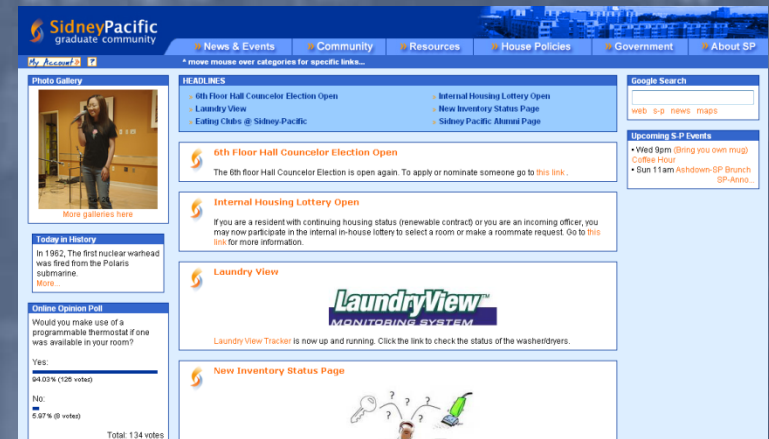 SidneyPacific
graduate community
» News & Events
» Community
» Resources
» House Policies
» Government
» About SP
My Account
?
* move mouse over categories for specific links...
Photo Gallery
More galleries here
Today in History
In 1962, The first nuclear warhead
was fired from the Polaris
submarine.
More...
Online Opinion Poll
Would you make use of a
programmable thermostat if one
was available in your room?
Yes:
94.03% (126 votes)
No:
5.97% (8 votes)
Total: 134 votes
HEADLINES
» 6th Floor Hall Councelor Election Open
» Laundry View
» Eating Clubs @ Sidney-Pacific
» Internal Housing Lottery Open
» New Inventory Status Page
» Sidney Pacific Alumni Page
6th Floor Hall Councelor Election Open
The 6th floor Hall Councelor Election is open again. To apply or nominate someone go to this link .
Internal Housing Lottery Open
If you are a resident with continuing housing status (renewable contract) or you are an incoming officer, you
may now participate in the internal in-house lottery to select a room or make a roommate request. Go to this
link for more information.
Laundry View
LaundryView™
MONITORING SYSTEM
Laundry View Tracker is now up and running. Click the link to check the status of the washer/dryers.
New Inventory Status Page
? ? ? ?
Google Search
web s-p news maps
Upcoming S-P Events
• Wed 9pm (Bring you own mug)
Coffee Hour
• Sun 11am Ashdown-SP Brunch
SP-Anno...